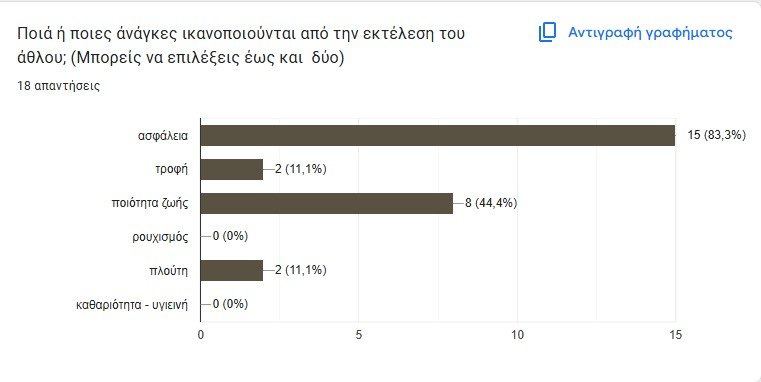 Ποιά ή ποιες άνάγκες ικανοποιούνται από την εκτέλεση του
άθλου; (Μπορείς να επιλέξεις έως και δύο)
Αντιγραφή γραφήματος
18 απαντήσεις
ασφάλεια 15 (83,3%)
τροφή 2 (11,1%)
ποιότητα ζωής 8 (44,4%)
ρουχισμός 0 (0%)
πλούτη 2 (11,1%)
καθαριότητα - υγιεινή 0 (0%)
0 5 10 15